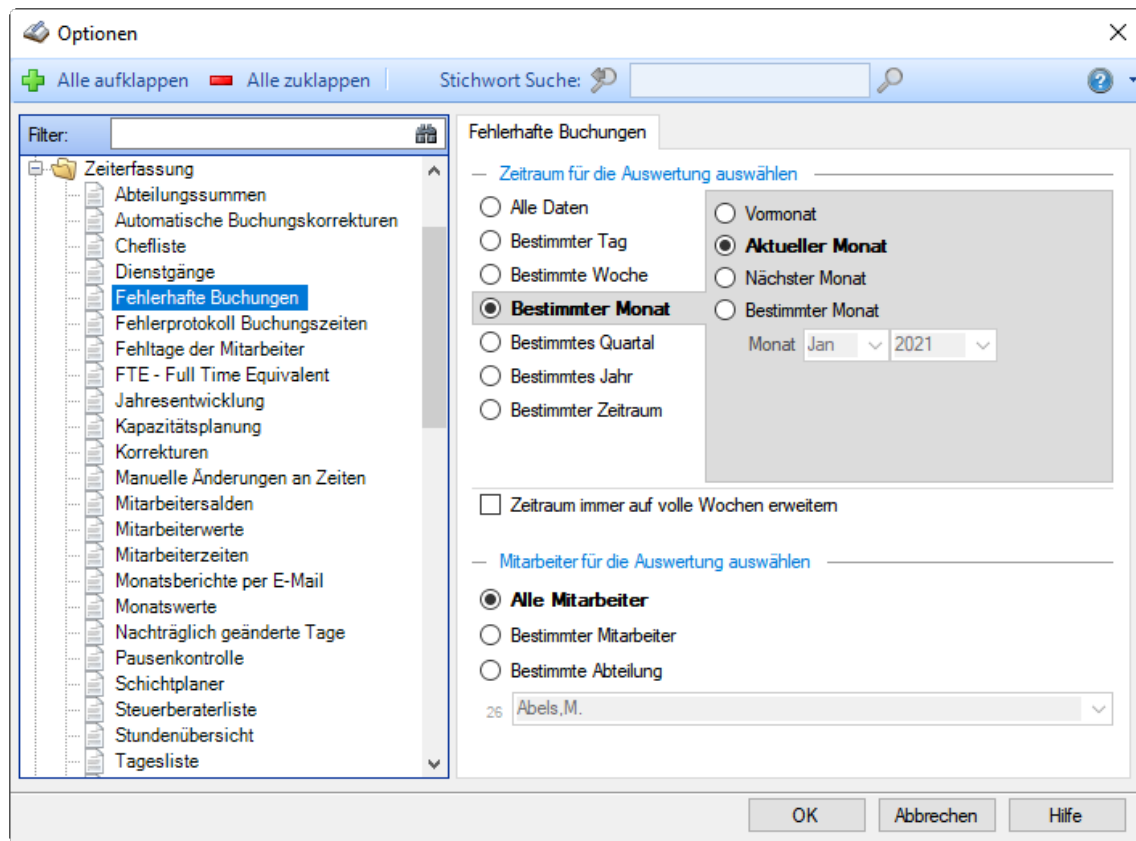 Optionen
Alle aufklappen Alle zuklappen Stichwort Suche:
Filter:
Zeiterfassung
Abteilungssummen
Automatische Buchungskorrekturen
Chefliste
Dienstgänge
Fehlerhafte Buchungen
Fehlerprotokoll Buchungszeiten
Fehltage der Mitarbeiter
FTE - Full Time Equivalent
Jahresentwicklung
Kapazitätsplanung
Korrekturen
Manuelle Änderungen an Zeiten
Mitarbeitersalden
Mitarbeiterwerte
Mitarbeiterzeiten
Monatsberichte per E-Mail
Monatswerte
Nachträglich geänderte Tage
Pausenkontrolle
Schichtplaner
Steuerberaterliste
Stundenübersicht
Tagesliste
Fehlerhafte Buchungen
Zeitraum für die Auswertung auswählen
Alle Daten
Bestimmter Tag
Bestimmte Woche
Bestimmter Monat
Bestimmtes Quartal
Bestimmtes Jahr
Bestimmter Zeitraum
Vormonat
Aktueller Monat
Nächster Monat
Bestimmter Monat
Monat Jan 2021
Zeitraum immer auf volle Wochen erweitern
Mitarbeiter für die Auswertung auswählen
Alle Mitarbeiter
Bestimmter Mitarbeiter
Bestimmte Abteilung
26 Abels,M.
OK Abbrechen Hilfe